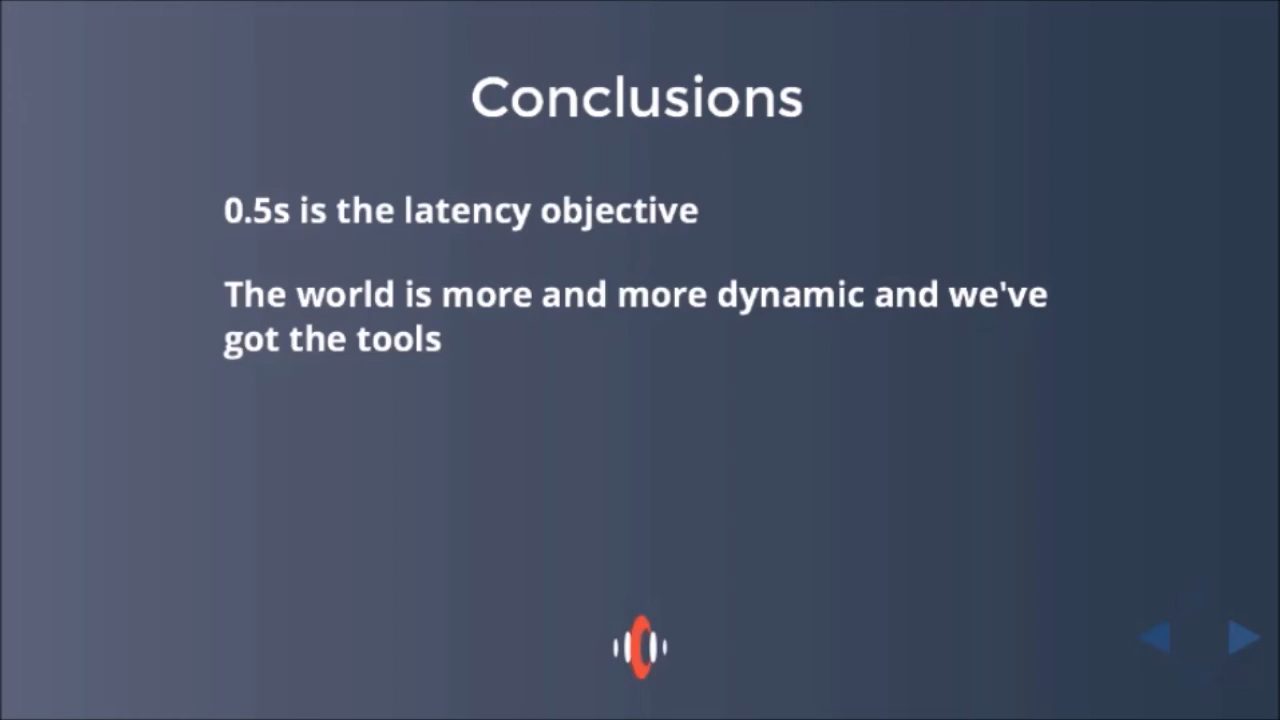 Conclusions
0.5s is the latency objective
The world is more and more dynamic and we've
got the tools